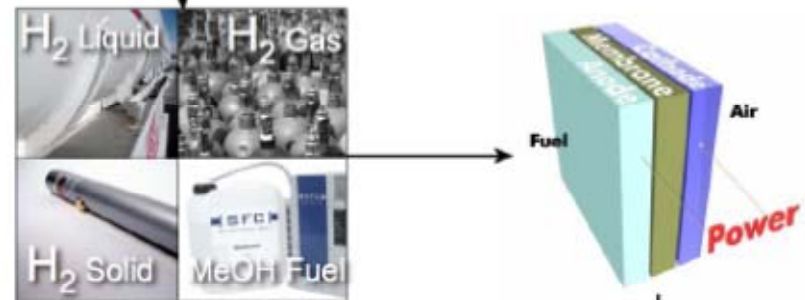 H₂ Liquid
H₂ Gas
H₂ Solid
SFC
MeOH Fuel
Anode
Membrane
Cathode
Fuel
Air
Power